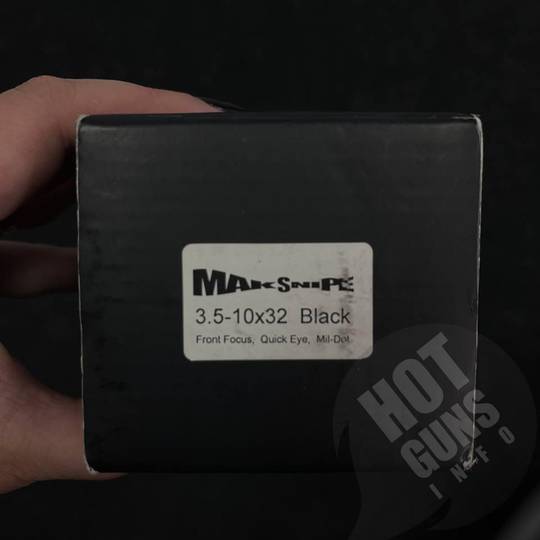 MAKSNIPE
3.5-10x32 Black
Front Focus, Quick Eye, Mil-Dot
HOT
GUNS
INFO